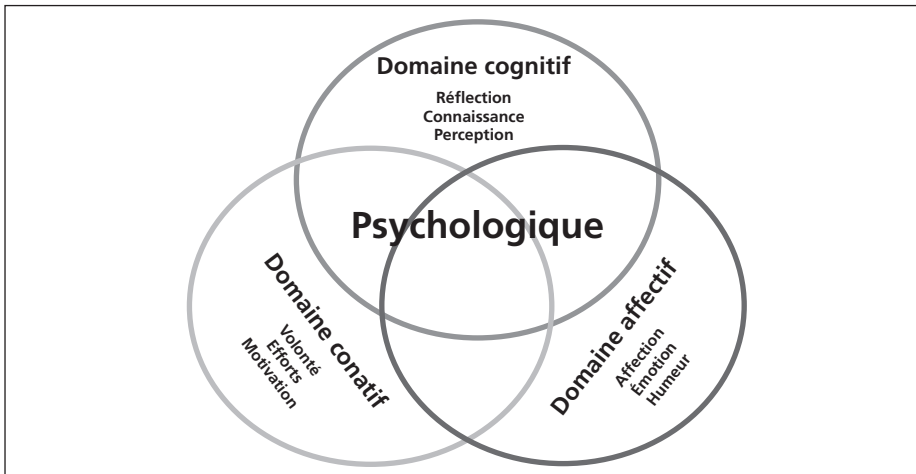 Domaine cognitif
Réflection
Connaissance
Perception
Psychologique
Domaine conatif
Volonté
Efforts
Motivation
Domaine affectif
Affection
Émotion
Humeur